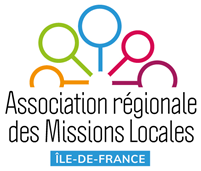 Association régionale
des Missions Locales
ÎLE-DE-FRANCE